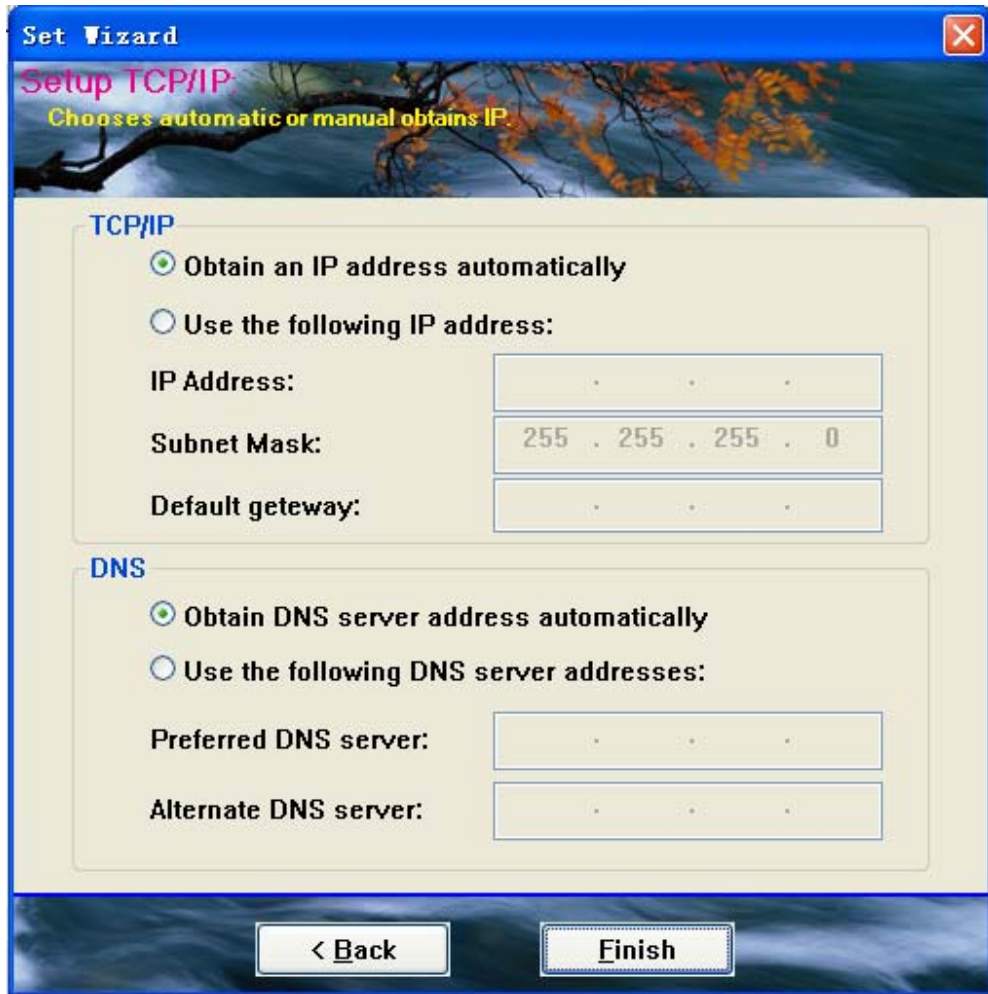 Set Wizard
Setup TCP/IP:
Chooses automatic or manual obtains IP.
TCP/IP
Obtain an IP address automatically
Use the following IP address:
IP Address: . . .
Subnet Mask: 255 . 255 . 255 . 0
Default geteway: . . .
DNS
Obtain DNS server address automatically
Use the following DNS server addresses:
Preferred DNS server: . . .
Alternate DNS server: . . .
< Back Finish